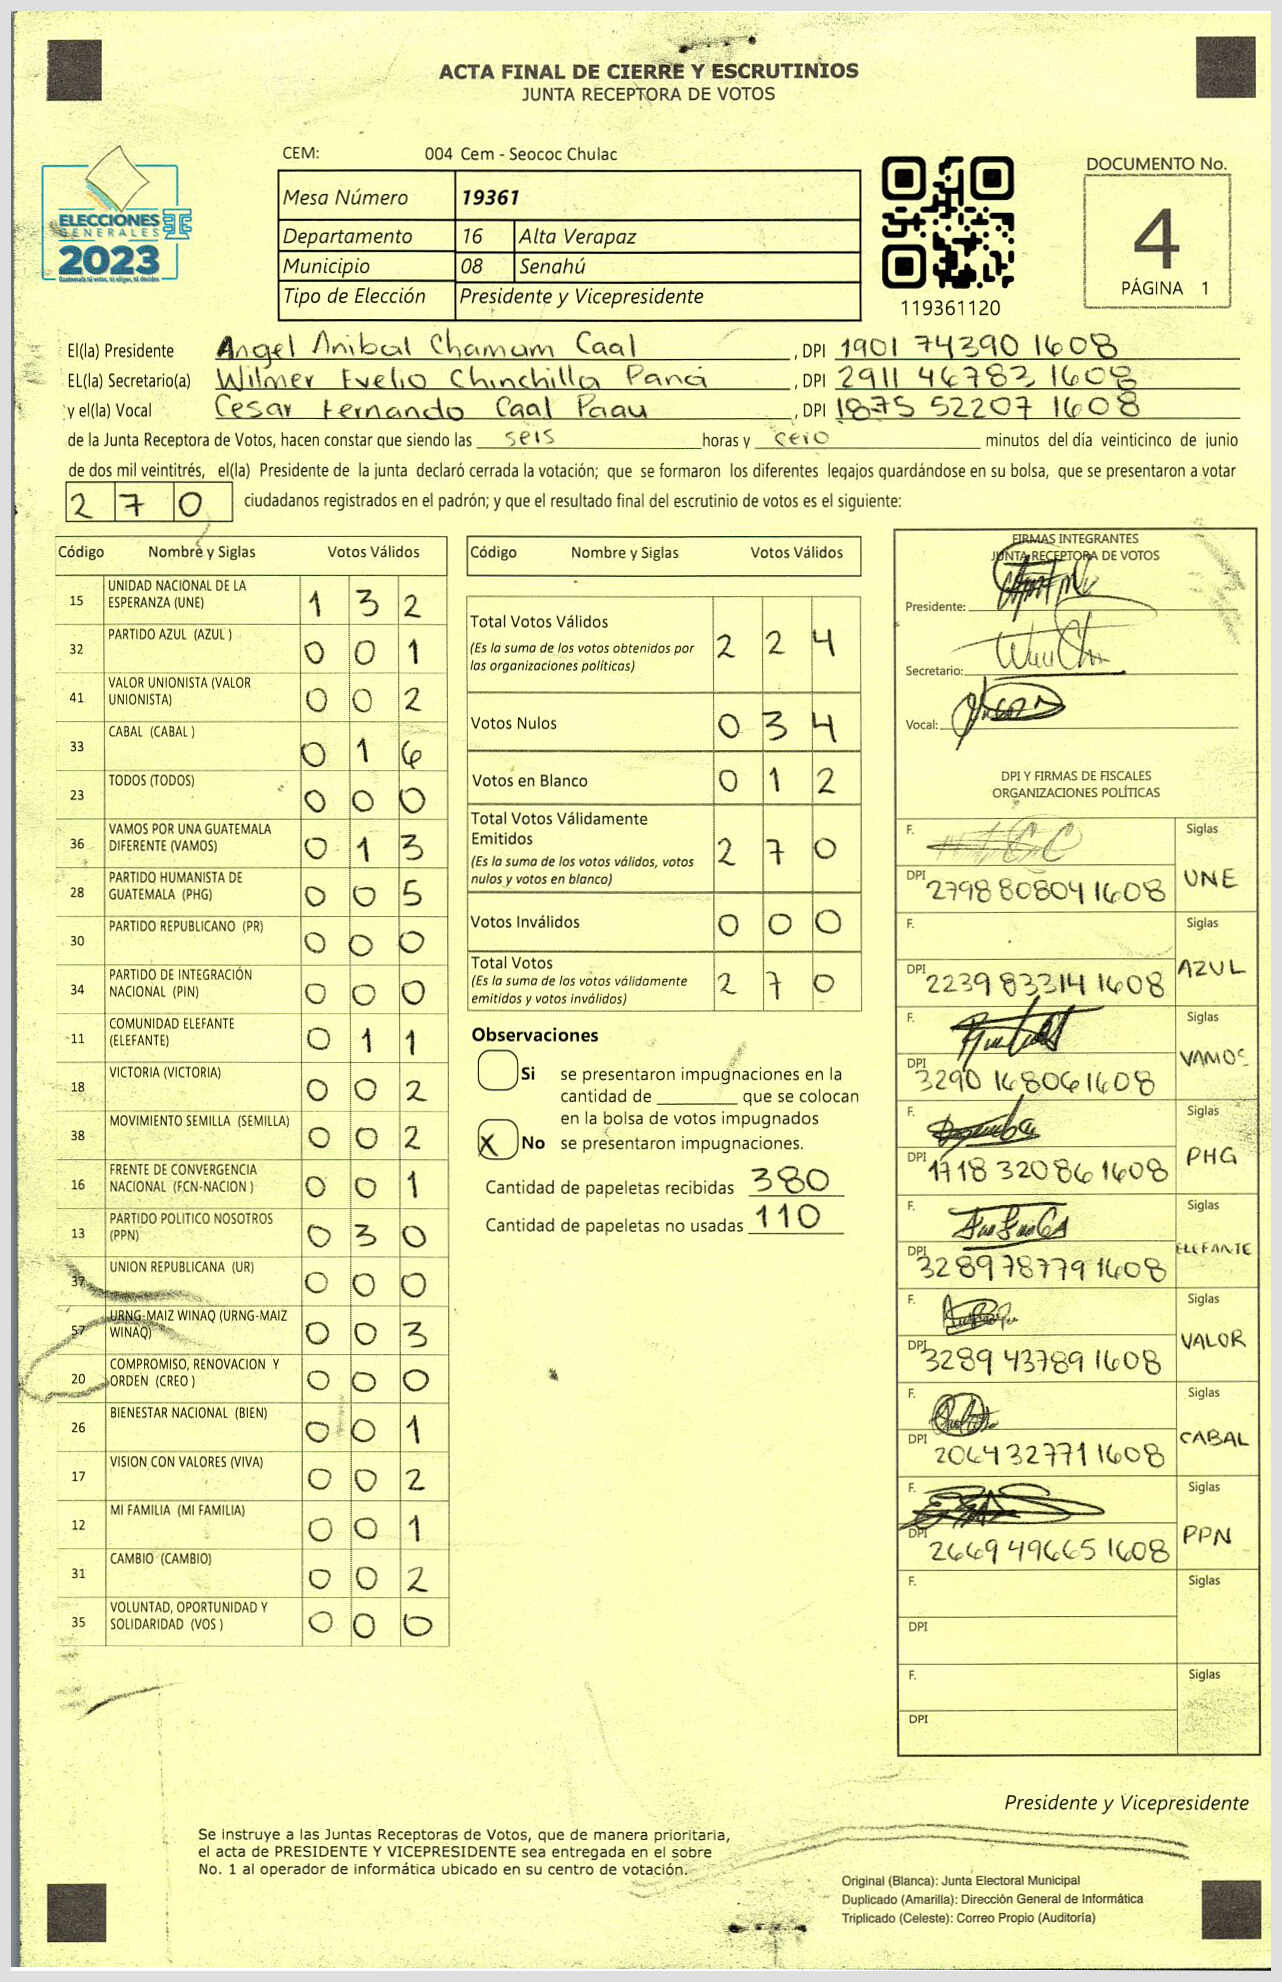 ACTA FINAL DE CIERRE Y ESCRUTINIOS
JUNTA RECEPTORA DE VOTOS
CEM: 004 Cem - Seococ Chulac
ELECCIONES
GENERALES
2023
Mesa Número 19361
Departamento 16 Alta Verapaz
Municipio 08 Senahú
Tipo de Elección Presidente y Vicepresidente
119361120
DOCUMENTO No.
4
PÁGINA 1
El(la) Presidente Angel Anibal Chamam Caal , DPI 1901 74390 1608
EL(la) Secretario(a) Wilmer Evelio Chinchilla Paná , DPI 2911 46783 1608
y el(la) Vocal Cesar Fernando Caal Paau , DPI 1875 52207 1608
de la Junta Receptora de Votos, hacen constar que siendo las seis horas y cero minutos del día veinticinco de junio
de dos mil veintitrés, el(la) Presidente de la junta declaró cerrada la votación; que se formaron los diferentes legajos quardándose en su bolsa, que se presentaron a votar
270 ciudadanos registrados en el padrón; y que el resultado final del escrutinio de votos es el siguiente:
Código Nombre y Siglas Votos Válidos
15 UNIDAD NACIONAL DE LA ESPERANZA (UNE) 1 3 2
32 PARTIDO AZUL (AZUL ) 0 0 1
41 VALOR UNIONISTA (VALOR UNIONISTA) 0 0 2
33 CABAL (CABAL ) 0 1 6
23 TODOS (TODOS) 0 0 0
36 VAMOS POR UNA GUATEMALA DIFERENTE (VAMOS) 0 1 3
28 PARTIDO HUMANISTA DE GUATEMALA (PHG) 0 0 5
30 PARTIDO REPUBLICANO (PR) 0 0 0
34 PARTIDO DE INTEGRACIÓN NACIONAL (PIN) 0 0 0
11 COMUNIDAD ELEFANTE (ELEFANTE) 0 1 1
18 VICTORIA (VICTORIA) 0 0 2
38 MOVIMIENTO SEMILLA (SEMILLA) 0 0 2
16 FRENTE DE CONVERGENCIA NACIONAL (FCN-NACION ) 0 0 1
13 PARTIDO POLITICO NOSOTROS (PPN) 0 3 0
37 UNION REPUBLICANA (UR) 0 0 0
57 URNG-MAIZ WINAQ (URNG-MAIZ WINAQ) 0 0 3
20 COMPROMISO, RENOVACION Y ORDEN (CREO ) 0 0 0
26 BIENESTAR NACIONAL (BIEN) 0 0 1
17 VISION CON VALORES (VIVA) 0 0 2
12 MI FAMILIA (MI FAMILIA) 0 0 1
31 CAMBIO (CAMBIO) 0 0 2
35 VOLUNTAD, OPORTUNIDAD Y SOLIDARIDAD (VOS ) 0 0 0
Código Nombre y Siglas Votos Válidos
Total Votos Válidos 2 2 4
(Es la suma de los votos obtenidos por
las organizaciones políticas)
Votos Nulos 0 3 4
Votos en Blanco 0 1 2
Total Votos Válidamente
Emitidos 2 7 0
(Es la suma de los votos válidos, votos
nulos y votos en blanco)
Votos Inválidos 0 0 0
Total Votos 2 7 0
(Es la suma de los votos válidamente
emitidos y votos inválidos)
Observaciones
Si se presentaron impugnaciones en la
cantidad de ________ que se colocan
en la bolsa de votos impugnados
X No se presentaron impugnaciones.
Cantidad de papeletas recibidas 380
Cantidad de papeletas no usadas 110
FIRMAS INTEGRANTES
JUNTA RECEPTORA DE VOTOS
Presidente:
Secretario:
Vocal:
DPI Y FIRMAS DE FISCALES
ORGANIZACIONES POLÍTICAS
F. Siglas
DPI 2798 80804 1608 UNE
F. Siglas
DPI 2239 83314 1608 AZUL
F. Siglas
DPI 3290 16806 1608 VAMOS
F. Siglas
DPI 1718 32086 1608 PHG
F. Siglas
DPI 3289 78779 1608 ELEFANTE
F. Siglas
DPI 3289 43789 1608 VALOR
F. Siglas
DPI 2064 32771 1608 CABAL
F. Siglas
DPI 2669 49665 1608 PPN
F. Siglas
DPI
F. Siglas
DPI
Presidente y Vicepresidente
Se instruye a las Juntas Receptoras de Votos, que de manera prioritaria,
el acta de PRESIDENTE Y VICEPRESIDENTE sea entregada en el sobre
No. 1 al operador de informática ubicado en su centro de votación.
Original (Blanca): Junta Electoral Municipal
Duplicado (Amarilla): Dirección General de Informática
Triplicado (Celeste): Correo Propio (Auditoría)